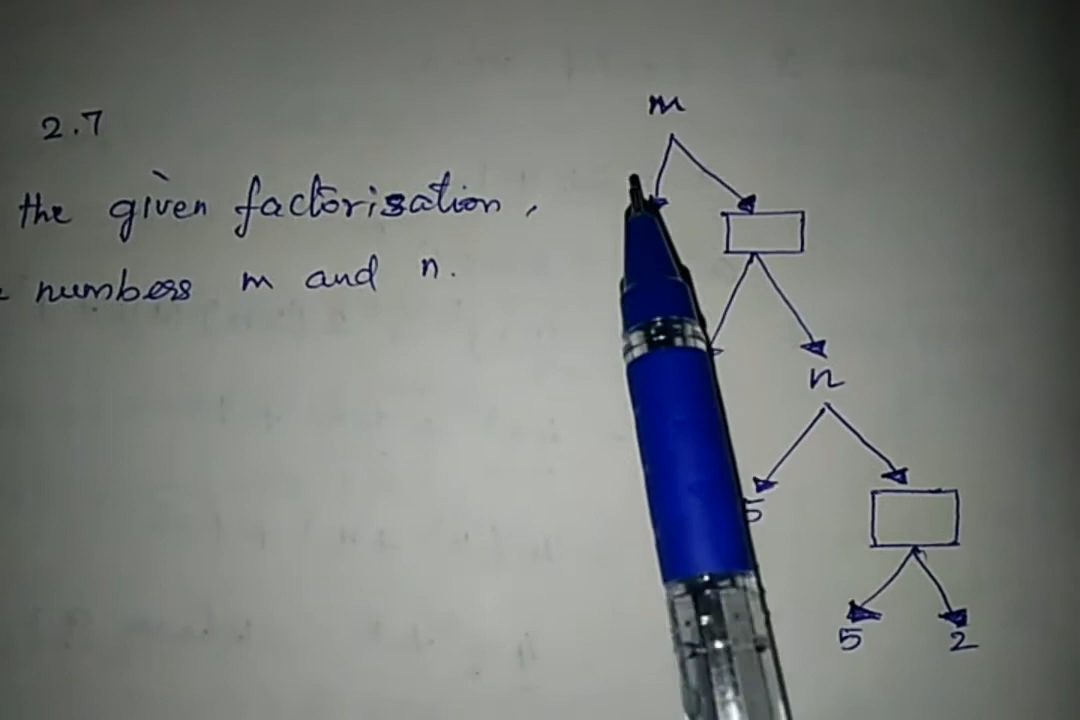 2.7
m
the given factorisation,
numbers m and n.
n
5
5 2